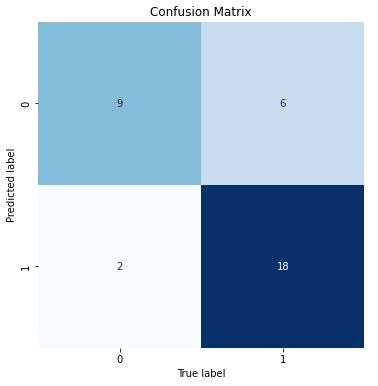 Confusion Matrix
Predicted label
0
9
6
1
2
18
0
1
True label